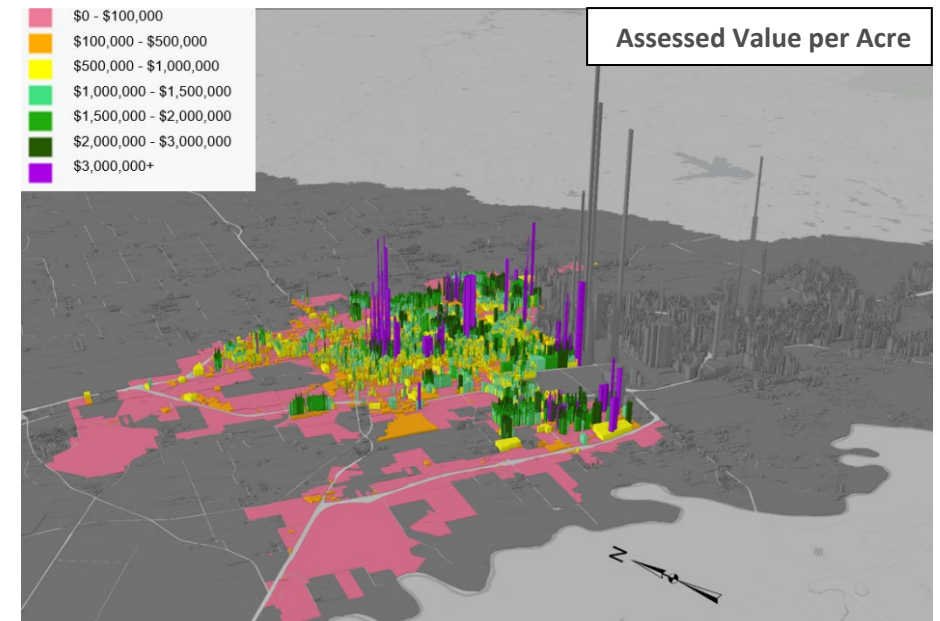 $0 - $100,000
$100,000 - $500,000
$500,000 - $1,000,000
$1,000,000 - $1,500,000
$1,500,000 - $2,000,000
$2,000,000 - $3,000,000
$3,000,000+
Assessed Value per Acre
N